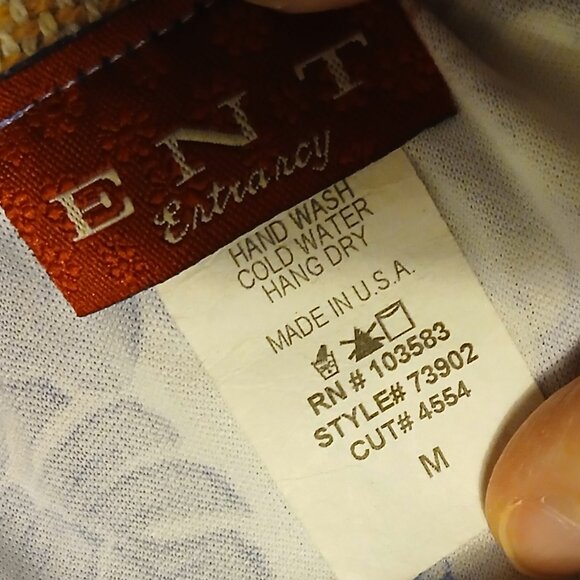 ENT
Entrancy
HAND WASH
COLD WATER
HANG DRY
MADE IN U.S.A.
RN # 103583
STYLE# 73902
CUT# 4554
M